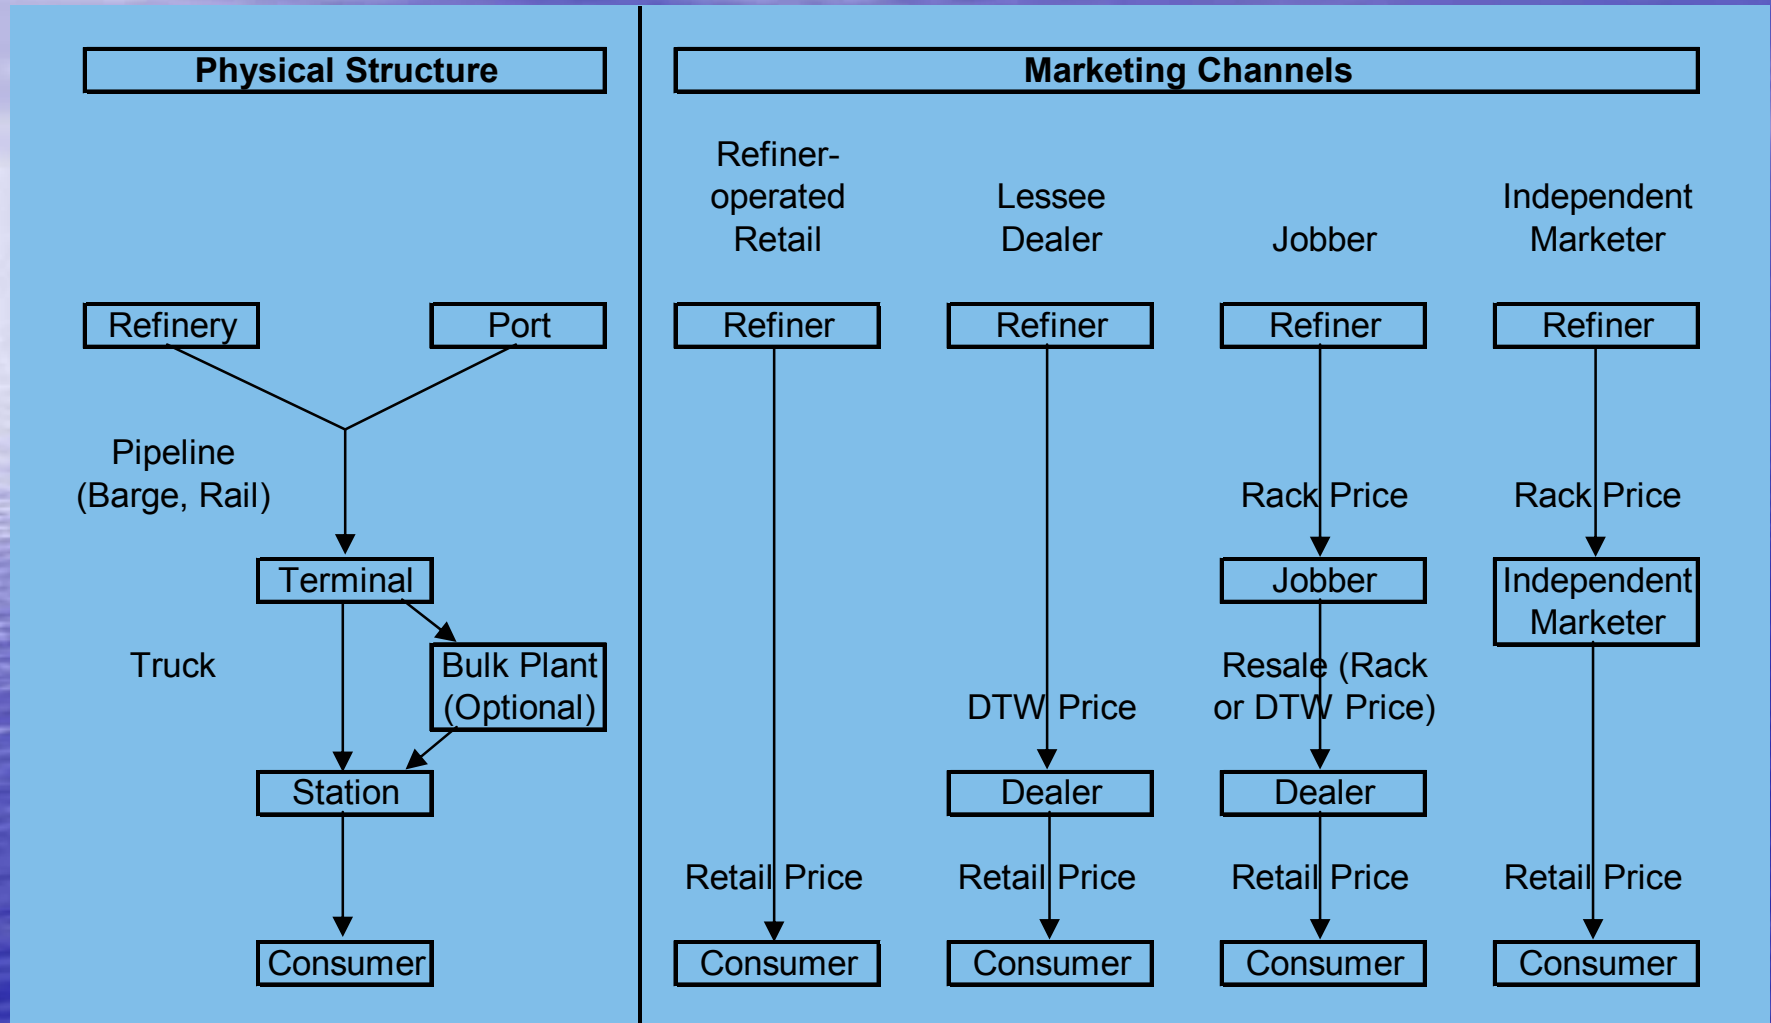 Physical Structure
Refinery
Port
Pipeline
(Barge, Rail)
Terminal
Truck
Bulk Plant
(Optional)
Station
Consumer
Marketing Channels
Refiner-
operated
Retail
Refiner
Retail Price
Consumer
Lessee
Dealer
Refiner
DTW Price
Dealer
Retail Price
Consumer
Jobber
Refiner
Rack Price
Jobber
Resale (Rack
or DTW Price)
Dealer
Retail Price
Consumer
Independent
Marketer
Refiner
Rack Price
Independent
Marketer
Retail Price
Consumer